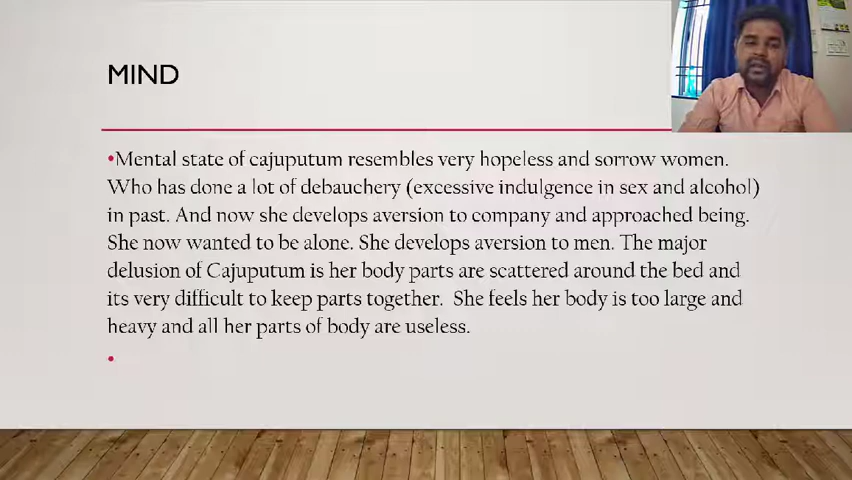 MIND
•Mental state of cajuputum resembles very hopeless and sorrow women.
Who has done a lot of debauchery (excessive indulgence in sex and alcohol)
in past. And now she develops aversion to company and approached being.
She now wanted to be alone. She develops aversion to men. The major
delusion of Cajuputum is her body parts are scattered around the bed and
its very difficult to keep parts together.  She feels her body is too large and
heavy and all her parts of body are useless.
•